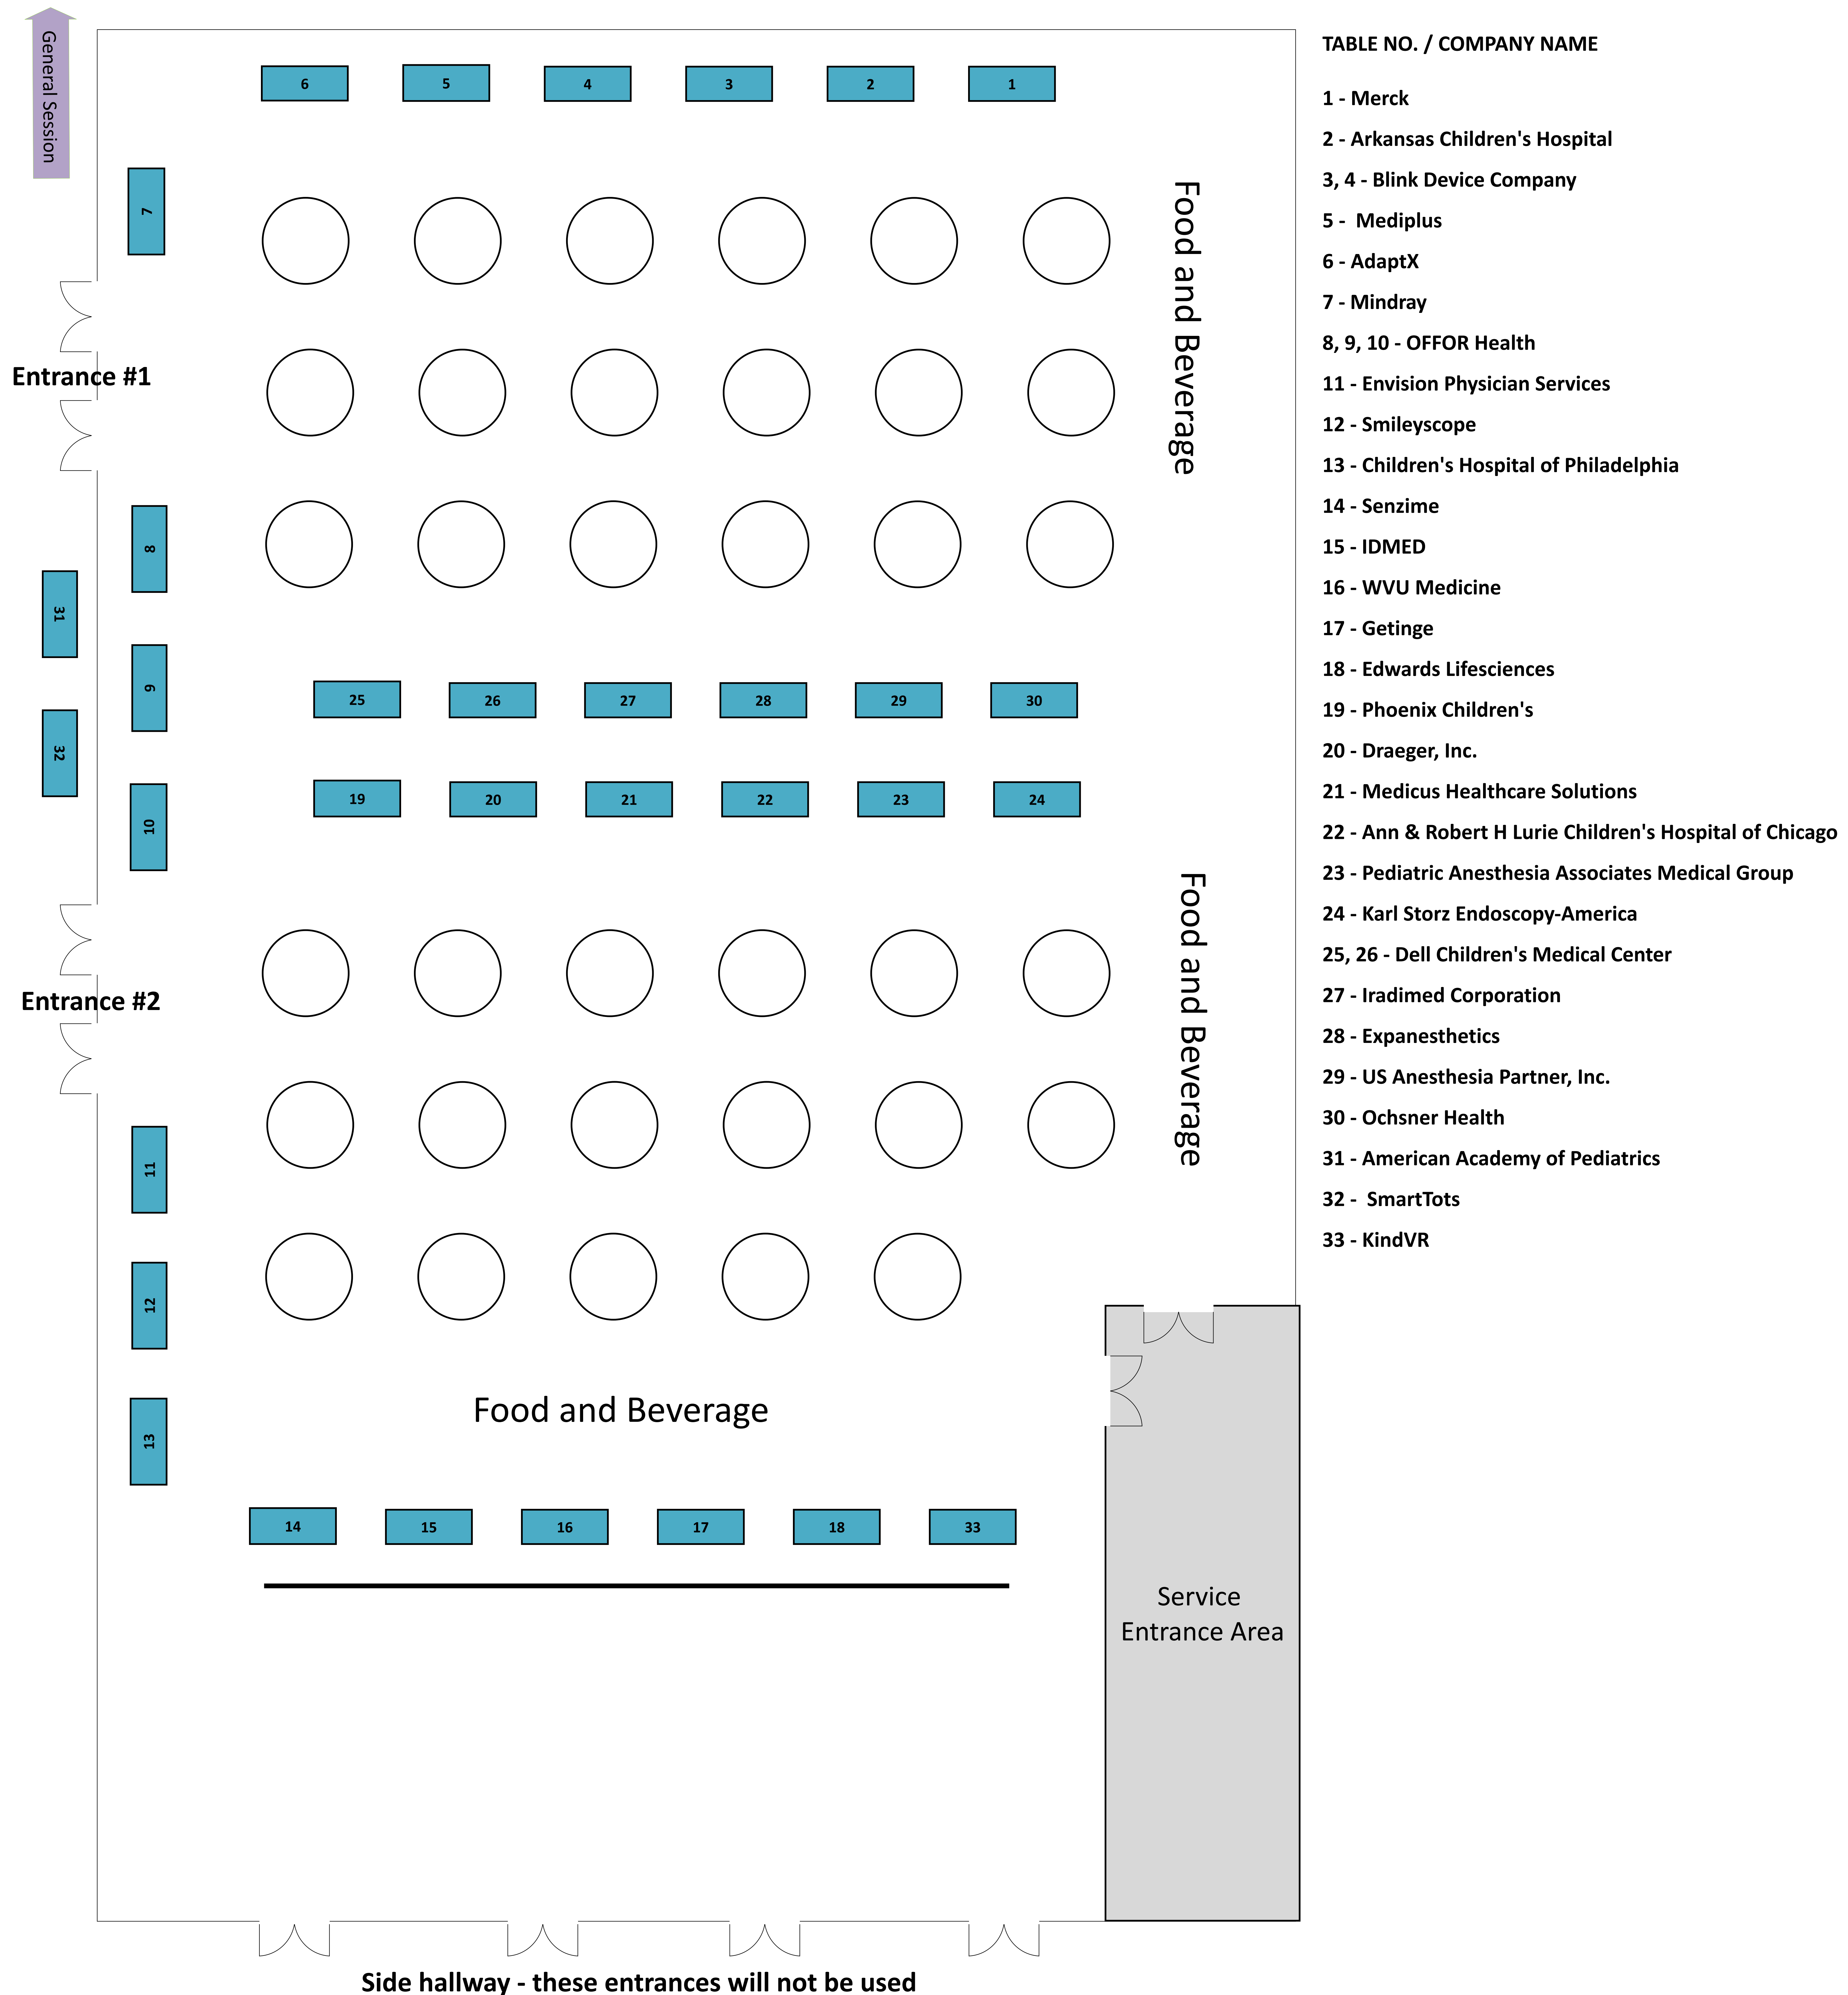 General Session
6 5 4 3 2 1
7
Food and Beverage
Entrance #1
8
31
9
25 26 27 28 29 30
32
19 20 21 22 23 24
10
Food and Beverage
Entrance #2
11
12
Food and Beverage
13
14 15 16 17 18 33
Service
Entrance Area
Side hallway - these entrances will not be used
TABLE NO. / COMPANY NAME
1 - Merck
2 - Arkansas Children's Hospital
3, 4 - Blink Device Company
5 -  Mediplus
6 - AdaptX
7 - Mindray
8, 9, 10 - OFFOR Health
11 - Envision Physician Services
12 - Smileyscope
13 - Children's Hospital of Philadelphia
14 - Senzime
15 - IDMED
16 - WVU Medicine
17 - Getinge
18 - Edwards Lifesciences
19 - Phoenix Children's
20 - Draeger, Inc.
21 - Medicus Healthcare Solutions
22 - Ann & Robert H Lurie Children's Hospital of Chicago
23 - Pediatric Anesthesia Associates Medical Group
24 - Karl Storz Endoscopy-America
25, 26 - Dell Children's Medical Center
27 - Iradimed Corporation
28 - Expanesthetics
29 - US Anesthesia Partner, Inc.
30 - Ochsner Health
31 - American Academy of Pediatrics
32 -  SmartTots
33 - KindVR